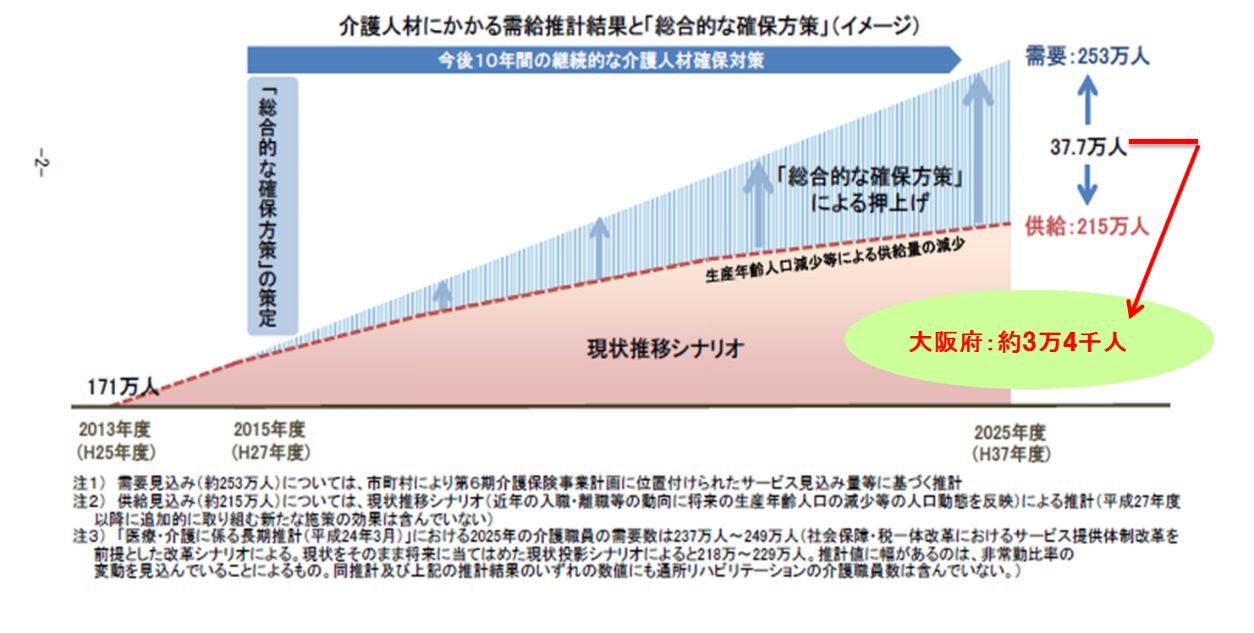 介護人材にかかる需給推計結果と「総合的な確保方策」（イメージ）
今後10年間の継続的な介護人材確保対策
「総合的な確保方策」の策定
-2-
需要：253万人
37.7万人
供給：215万人
「総合的な確保方策」
による押上げ
生産年齢人口減少等による供給量の減少
現状推移シナリオ
大阪府：約3万4千人
171万人
2013年度
（H25年度）
2015年度
（H27年度）
2025年度
（H37年度）
注１） 需要見込み（約253万人）については、市町村により第６期介護保険事業計画に位置付けられたサービス見込み量等に基づく推計
注２） 供給見込み（約215万人）については、現状推移シナリオ（近年の入職・離職等の動向に将来の生産年齢人口の減少等の人口動態を反映）による推計（平成27年度
以降に追加的に取り組む新たな施策の効果は含んでいない）
注３） 「医療・介護に係る長期推計（平成24年3月）」における2025年の介護職員の需要数は237万人～249万人（社会保障・税一体改革におけるサービス提供体制改革を
前提とした改革シナリオによる。現状をそのまま将来に当てはめた現状投影シナリオによると218万～229万人。推計値に幅があるのは、非常勤比率の
変動を見込んでいることによるもの。同推計及び上記の推計結果のいずれの数値にも通所リハビリテーションの介護職員数は含んでいない。）